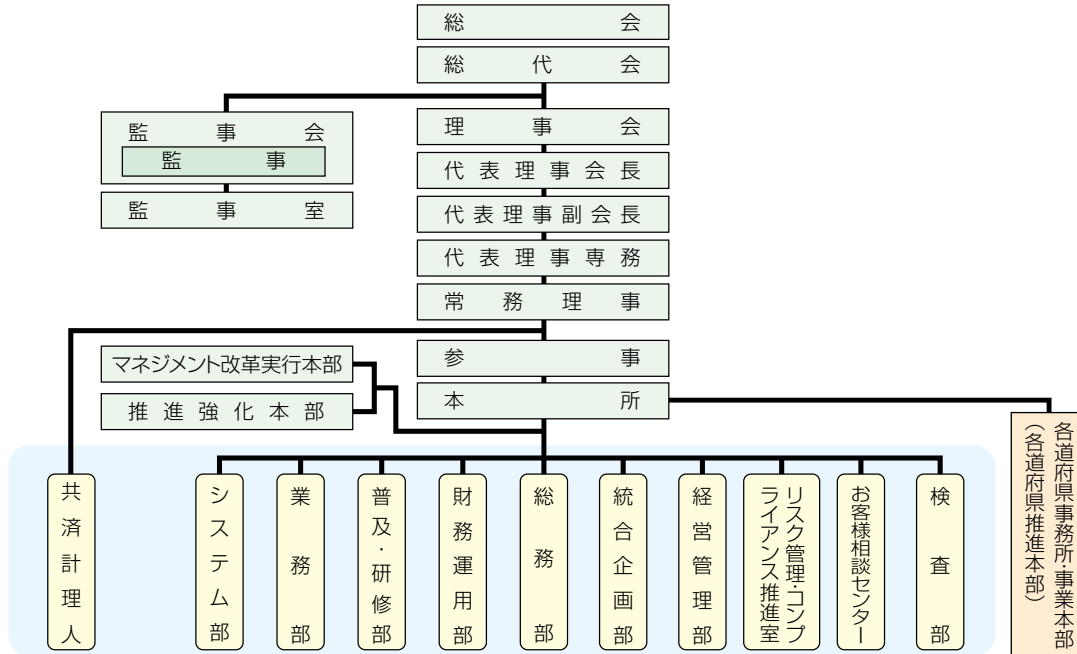 総会
総代会
監事会
監事
監事室
理事会
代表理事会長
代表理事副会長
代表理事専務
常務理事
参事
マネジメント改革実行本部
推進強化本部
本所
各道府県事務所・事業本部
（各道府県推進本部）
共済計理人
システム部
業務部
普及・研修部
財務運用部
総務部
統合企画部
経営管理部
リスク管理・コンプ
ライアンス推進室
お客様相談センター
検査部